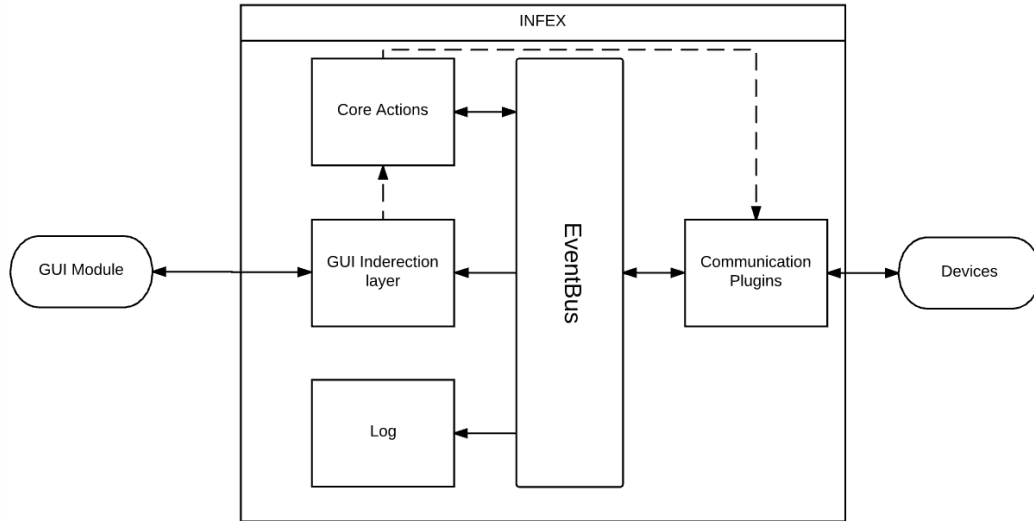 INFEX
Core Actions
GUI Module
GUI Inderection
layer
EventBus
Communication
Plugins
Devices
Log